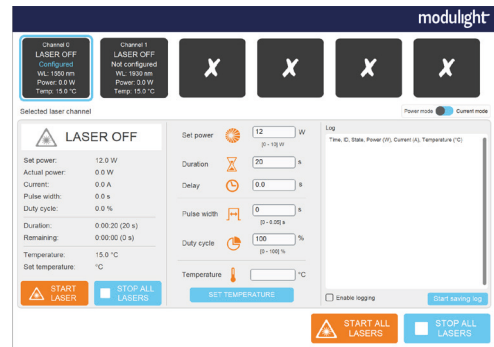 modulight
Channel 0
LASER OFF
Configured
WL: 1550 nm
Power: 0.0 W
Temp: 15.0 °C
Channel 1
LASER OFF
Not configured
WL: 1930 nm
Power: 0.0 W
Temp: 15.0 °C
Selected laser channel
Power mode
Current mode
LASER OFF
Set power: 12.0 W
Actual power: 0.0 W
Current: 0.0 A
Pulse width: 0.0 s
Duty cycle: 0.0 %
Duration: 0:00:20 (20 s)
Remaining: 0:00:00 (0 s)
Temperature: 15.0 °C
Set temperature: °C
START LASER
STOP ALL LASERS
Set power 12 W
[0 - 13] W
Duration 20 s
Delay 0.0 s
Pulse width 0 s
[0 - 0.05] s
Duty cycle 100 %
[0 - 100] %
Temperature °C
SET TEMPERATURE
Log
Time, ID, State, Power (W), Current (A), Temperature (°C)
Enable logging
Start saving log
START ALL LASERS
STOP ALL LASERS